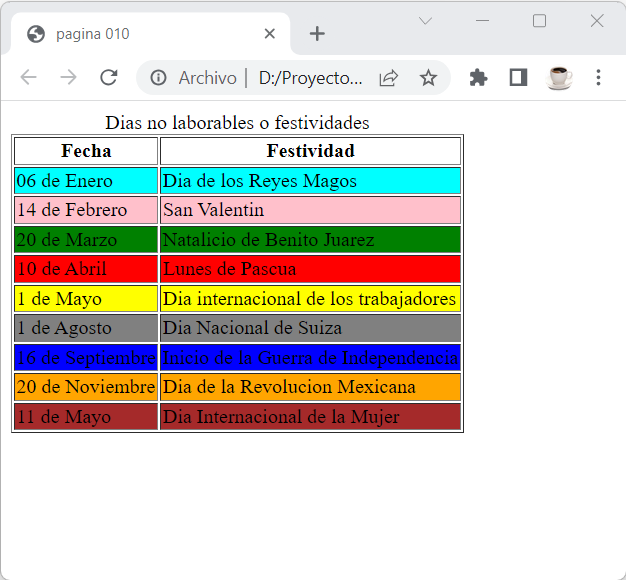 pagina 010
Archivo | D:/Proyecto...
Dias no laborables o festividades
Fecha Festividad
06 de Enero Dia de los Reyes Magos
14 de Febrero San Valentin
20 de Marzo Natalicio de Benito Juarez
10 de Abril Lunes de Pascua
1 de Mayo Dia internacional de los trabajadores
1 de Agosto Dia Nacional de Suiza
16 de Septiembre Inicio de la Guerra de Independencia
20 de Noviembre Dia de la Revolucion Mexicana
11 de Mayo Dia Internacional de la Mujer